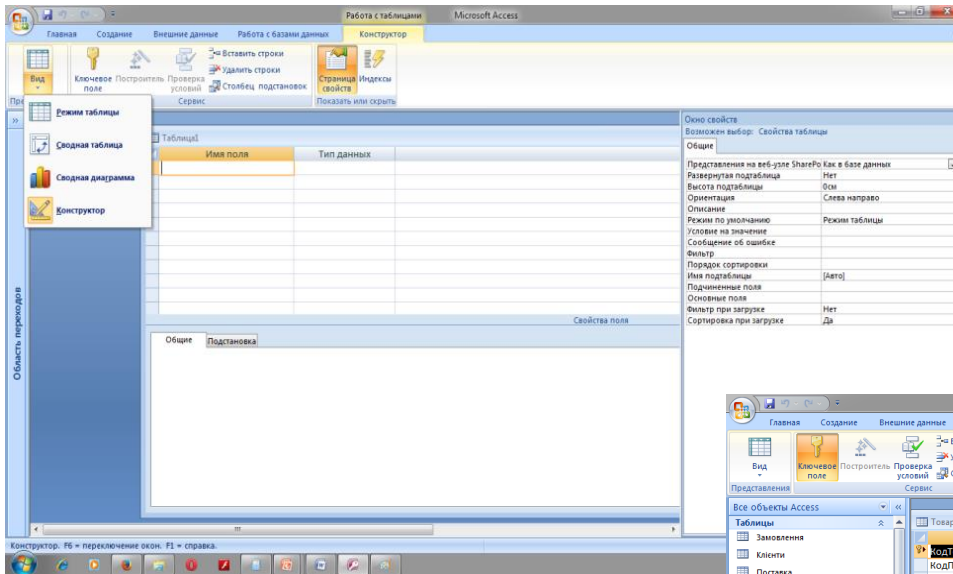 Работа с таблицами Microsoft Access
Главная Создание Внешние данные Работа с базами данных Конструктор
Вид
Ключевое поле
Построитель
Проверка условий
Вставить строки
Удалить строки
Столбец подстановок
Страница свойств
Индексы
Сервис
Показать или скрыть
Режим таблицы
Сводная таблица
Сводная диаграмма
Конструктор
Область переходов
Таблица1
Имя поля Тип данных
Свойства поля
Общие Подстановка
Окно свойств
Возможен выбор: Свойства таблицы
Общие
Представления на веб-узле SharePo Как в базе данных
Развернутая подтаблица Нет
Высота подтаблицы 0см
Ориентация Слева направо
Описание
Режим по умолчанию Режим таблицы
Условие на значение
Сообщение об ошибке
Фильтр
Порядок сортировки
Имя подтаблицы [Авто]
Подчиненные поля
Основные поля
Фильтр при загрузке Нет
Сортировка при загрузке Да
Конструктор. F6 = переключение окон. F1 = справка.
Главная Создание Внешние данные
Вид
Ключевое поле
Построитель
Проверка условий
Представления Сервис
Все объекты Access
Таблицы
Замовлення
Клієнти
Поставка
Товар
КодТ
КодП